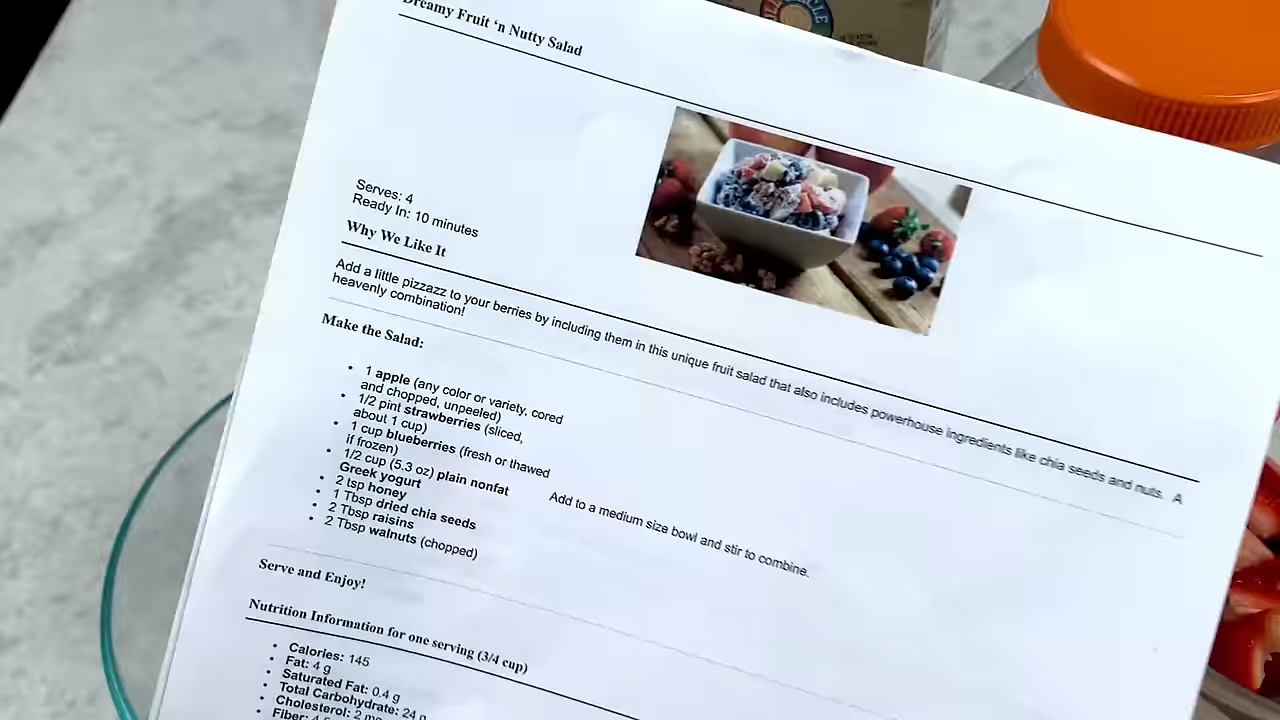 Dreamy Fruit ‘n Nutty Salad
Serves: 4
Ready In: 10 minutes
Why We Like It
Add a little pizzazz to your berries by including them in this unique fruit salad that also includes powerhouse ingredients like chia seeds and nuts. A
heavenly combination!
Make the Salad:
• 1 apple (any color or variety, cored
and chopped, unpeeled)
• 1/2 pint strawberries (sliced,
about 1 cup)
• 1 cup blueberries (fresh or thawed
if frozen)
• 1/2 cup (5.3 oz) plain nonfat
Greek yogurt
• 2 tsp honey
• 1 Tbsp dried chia seeds
• 2 Tbsp raisins
• 2 Tbsp walnuts (chopped)
Add to a medium size bowl and stir to combine.
Serve and Enjoy!
Nutrition Information for one serving (3/4 cup)
• Calories: 145
• Fat: 4 g
• Saturated Fat: 0.4 g
• Total Carbohydrate: 24 g
• Cholesterol: 2 mg
• Fiber: